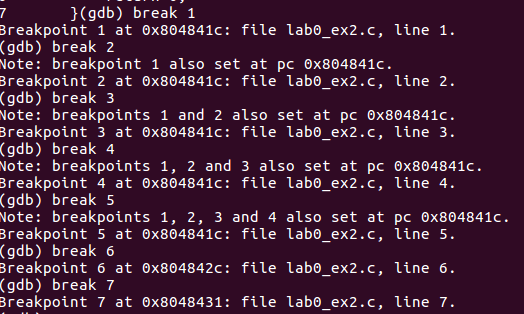 7 }(gdb) break 1
Breakpoint 1 at 0x804841c: file lab0_ex2.c, line 1.
(gdb) break 2
Note: breakpoint 1 also set at pc 0x804841c.
Breakpoint 2 at 0x804841c: file lab0_ex2.c, line 2.
(gdb) break 3
Note: breakpoints 1 and 2 also set at pc 0x804841c.
Breakpoint 3 at 0x804841c: file lab0_ex2.c, line 3.
(gdb) break 4
Note: breakpoints 1, 2 and 3 also set at pc 0x804841c.
Breakpoint 4 at 0x804841c: file lab0_ex2.c, line 4.
(gdb) break 5
Note: breakpoints 1, 2, 3 and 4 also set at pc 0x804841c.
Breakpoint 5 at 0x804841c: file lab0_ex2.c, line 5.
(gdb) break 6
Breakpoint 6 at 0x804842c: file lab0_ex2.c, line 6.
(gdb) break 7
Breakpoint 7 at 0x8048431: file lab0_ex2.c, line 7.